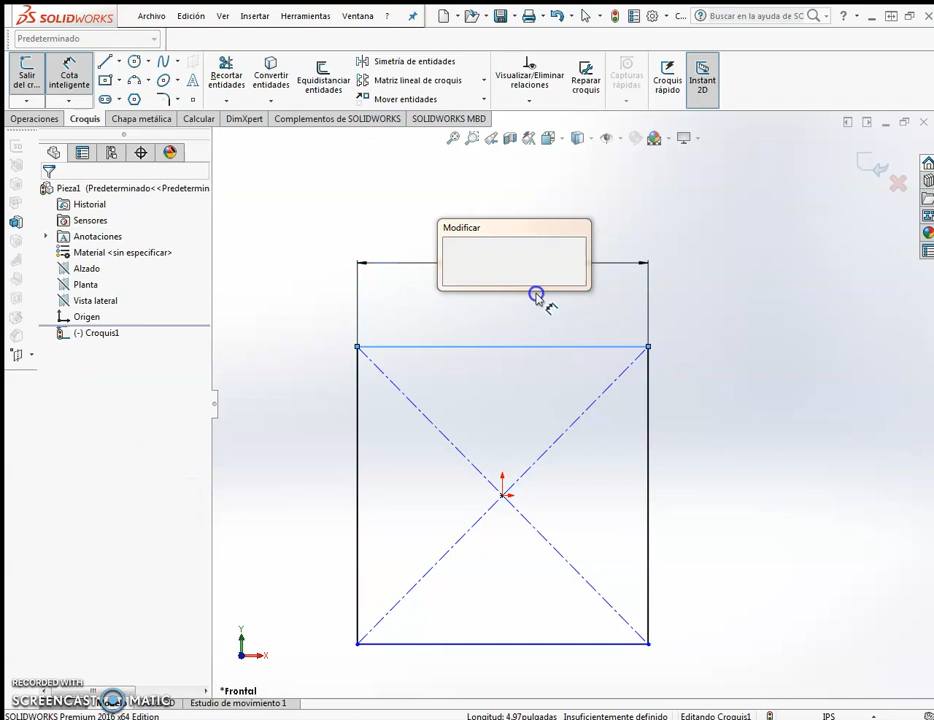 SOLIDWORKS Archivo Edición Ver Insertar Herramientas Ventana ? C... Buscar en la ayuda de SC ?
Predeterminado
Salir del cr... Cota inteligente Recortar entidades Convertir entidades Equidistanciar entidades Simetría de entidades Matriz lineal de croquis Mover entidades Visualizar/Eliminar relaciones Reparar croquis Capturas rápidas Croquis rápido Instant 2D
Operaciones Croquis Chapa metálica Calcular DimXpert Complementos de SOLIDWORKS SOLIDWORKS MBD
Pieza1 (Predeterminado<<Predetermin
Historial
Sensores
Anotaciones
Material <sin especificar>
Alzado
Planta
Vista lateral
Origen
(-) Croquis1
Modificar
Y
X
*Frontal
RECORDED WITH
SCREENCAST MATIC
Estudio de movimiento 1
SOLIDWORKS Premium 2016 x64 Edition Longitud: 4.97pulgadas Insuficientemente definido Editando Croquis1 IPS